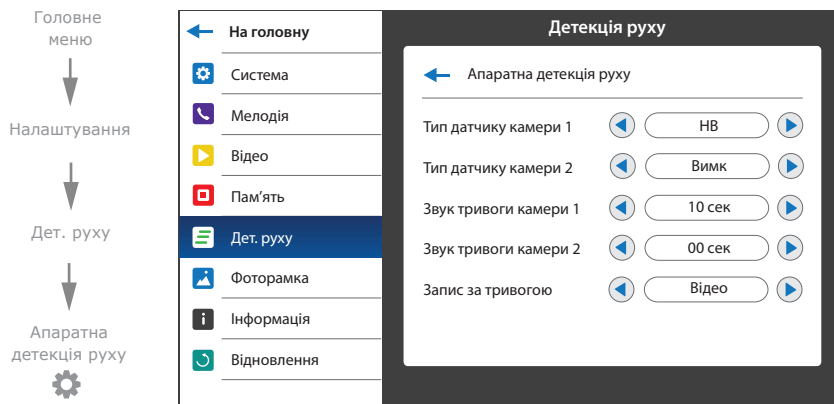 Головне
меню
Налаштування
Дет. руху
Апаратна
детекція руху
На головну
Система
Мелодія
Відео
Пам’ять
Дет. руху
Фоторамка
Інформація
Відновлення
Детекція руху
Апаратна детекція руху
Тип датчику камери 1 НВ
Тип датчику камери 2 Вимк
Звук тривоги камери 1 10 сек
Звук тривоги камери 2 00 сек
Запис за тривогою Відео